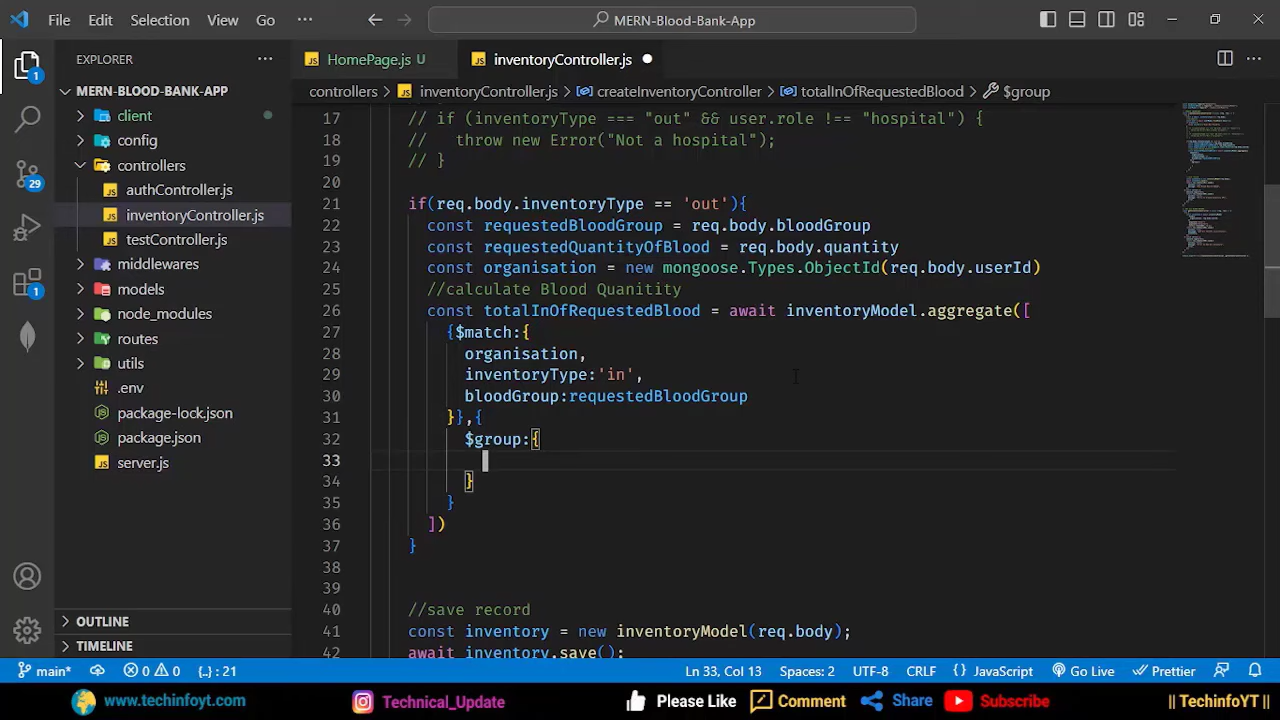 File Edit Selection View Go ··· MERN-Blood-Bank-App
EXPLORER
MERN-BLOOD-BANK-APP
client
config
controllers
authController.js
inventoryController.js
testController.js
middlewares
models
node_modules
routes
utils
.env
package-lock.json
package.json
server.js
OUTLINE
TIMELINE
1
29
1
HomePage.js U inventoryController.js
controllers > inventoryController.js > createInventoryController > totalInOfRequestedBlood > $group
17 // if (inventoryType === "out" && user.role !== "hospital") {
18 //   throw new Error("Not a hospital");
19 // }
20
21 if(req.body.inventoryType == 'out'){
22 const requestedBloodGroup = req.body.bloodGroup
23 const requestedQuantityOfBlood = req.body.quantity
24 const organisation = new mongoose.Types.ObjectId(req.body.userId)
25 //calculate Blood Quanitity
26 const totalInOfRequestedBlood = await inventoryModel.aggregate([
27 {$match:{
28 organisation,
29 inventoryType:'in',
30 bloodGroup:requestedBloodGroup
31 }},{
32 $group:{
33
34 }
35 }
36 ])
37 }
38
39
40 //save record
41 const inventory = new inventoryModel(req.body);
42 await inventory.save();
main* 0 0 {..} : 21 Ln 33, Col 13 Spaces: 2 UTF-8 CRLF {} JavaScript Go Live Prettier
www.techinfoyt.com Technical_Update Please Like Comment Share Subscribe || TechinfoYT ||